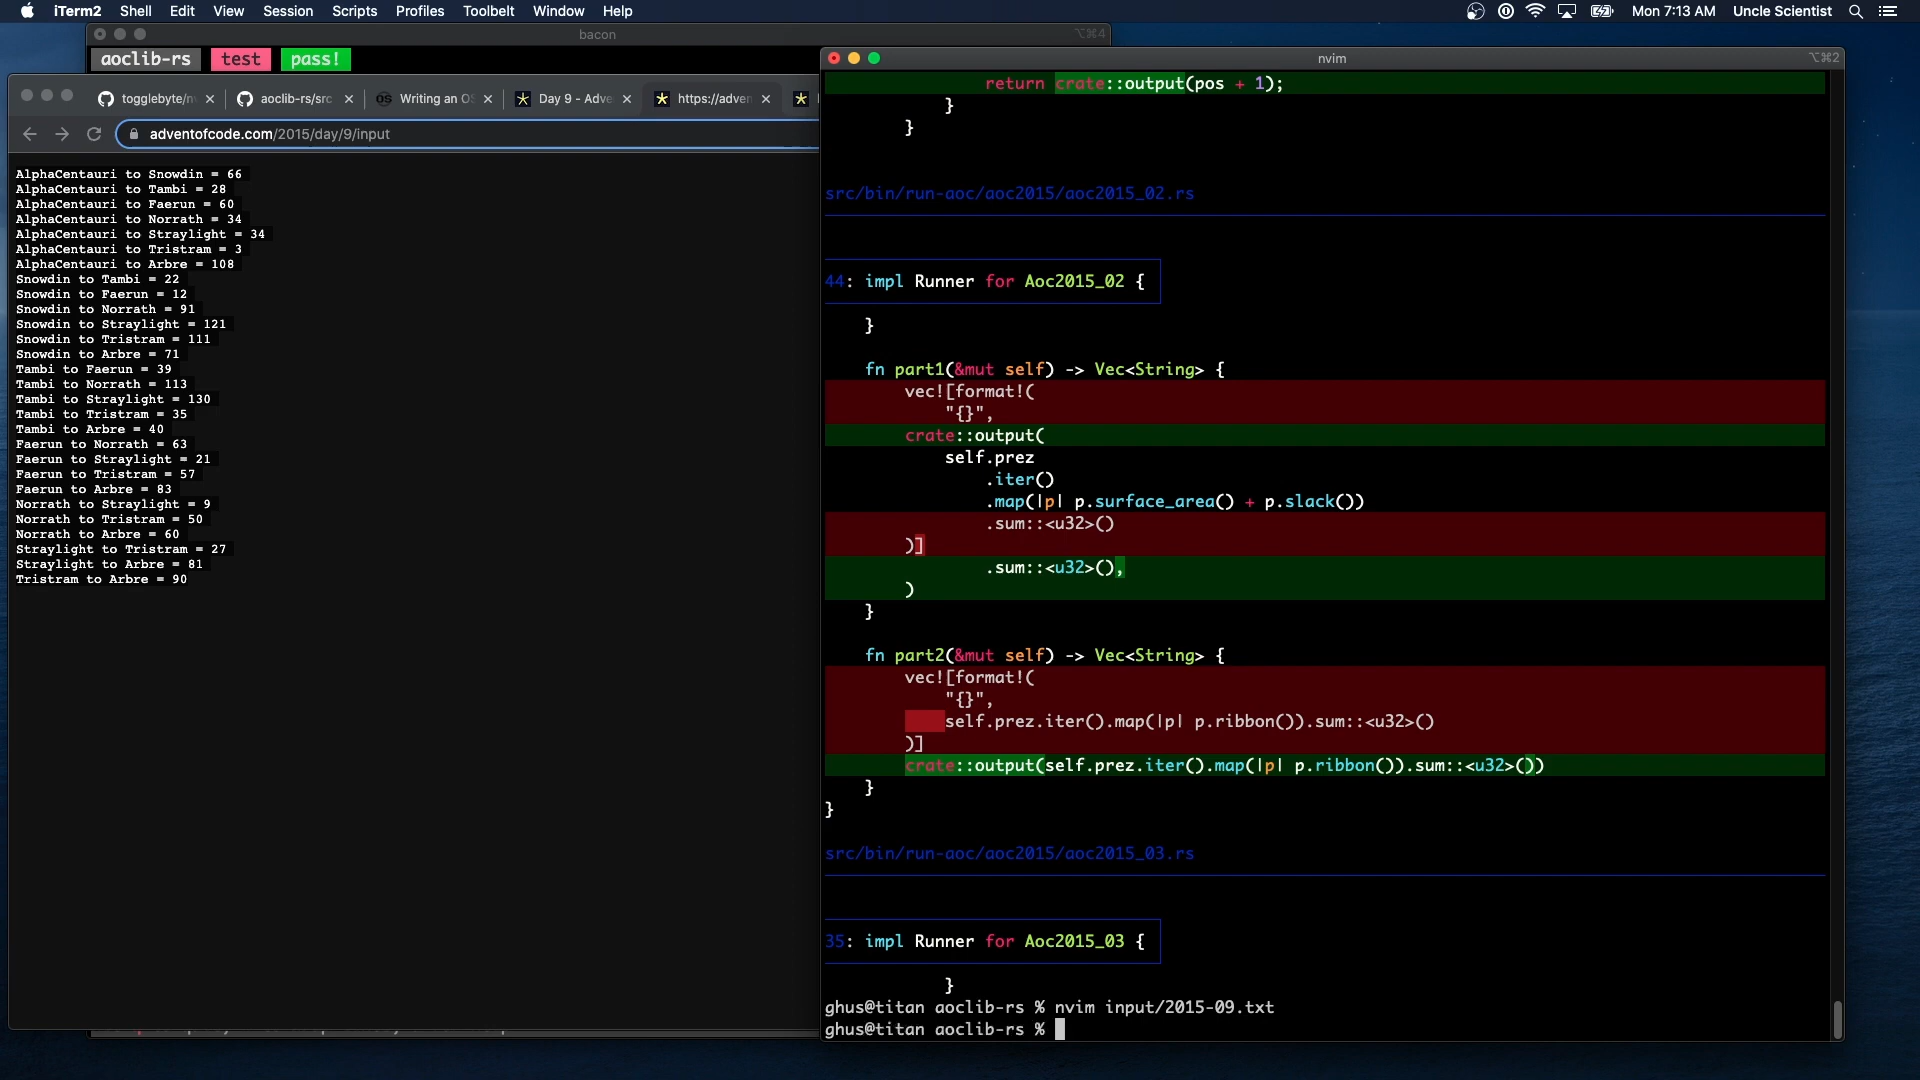 iTerm2 Shell Edit View Session Scripts Profiles Toolbelt Window Help Mon 7:13 AM Uncle Scientist
bacon ⌥⌘4
aoclib-rs test pass!
togglebyte/n aoclib-rs/src Writing an OS Day 9 - Adve https://adven
adventofcode.com/2015/day/9/input
AlphaCentauri to Snowdin = 66
AlphaCentauri to Tambi = 28
AlphaCentauri to Faerun = 60
AlphaCentauri to Norrath = 34
AlphaCentauri to Straylight = 34
AlphaCentauri to Tristram = 3
AlphaCentauri to Arbre = 108
Snowdin to Tambi = 22
Snowdin to Faerun = 12
Snowdin to Norrath = 91
Snowdin to Straylight = 121
Snowdin to Tristram = 111
Snowdin to Arbre = 71
Tambi to Faerun = 39
Tambi to Norrath = 113
Tambi to Straylight = 130
Tambi to Tristram = 35
Tambi to Arbre = 40
Faerun to Norrath = 63
Faerun to Straylight = 21
Faerun to Tristram = 57
Faerun to Arbre = 83
Norrath to Straylight = 9
Norrath to Tristram = 50
Norrath to Arbre = 60
Straylight to Tristram = 27
Straylight to Arbre = 81
Tristram to Arbre = 90
nvim ⌥⌘2
return crate::output(pos + 1);
}
}
src/bin/run-aoc/aoc2015/aoc2015_02.rs
44: impl Runner for Aoc2015_02 {
}
fn part1(&mut self) -> Vec<String> {
vec![format!(
"{}",
crate::output(
self.prez
.iter()
.map(|p| p.surface_area() + p.slack())
.sum::<u32>()
)]
.sum::<u32>(),
)
}
fn part2(&mut self) -> Vec<String> {
vec![format!(
"{}",
self.prez.iter().map(|p| p.ribbon()).sum::<u32>()
)]
crate::output(self.prez.iter().map(|p| p.ribbon()).sum::<u32>())
}
}
src/bin/run-aoc/aoc2015/aoc2015_03.rs
35: impl Runner for Aoc2015_03 {
}
ghus@titan aoclib-rs % nvim input/2015-09.txt
ghus@titan aoclib-rs %